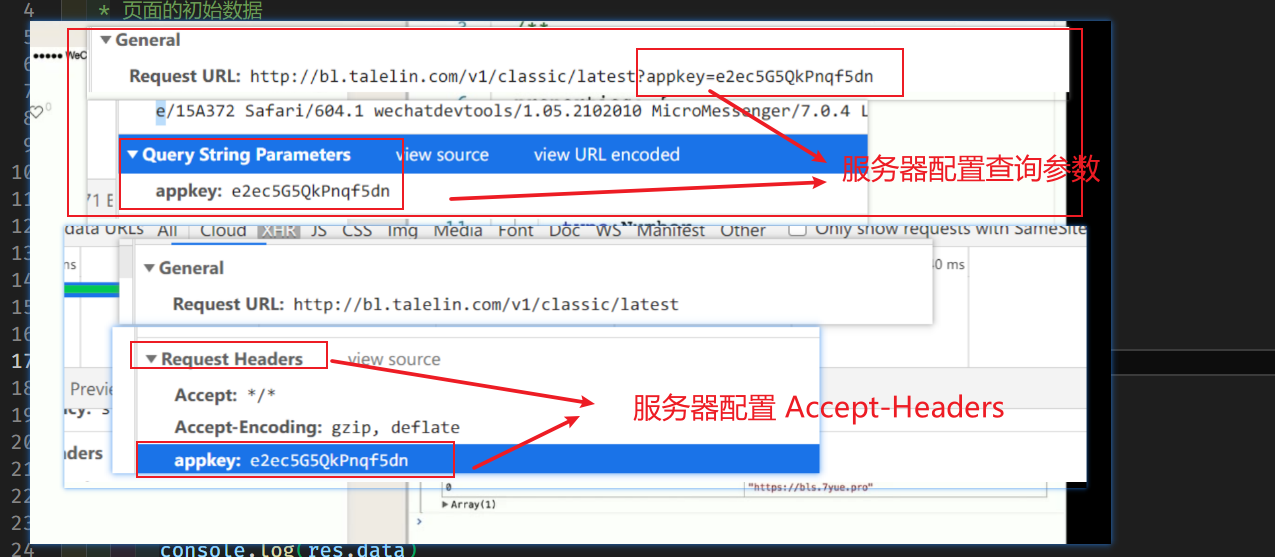 4 * 页面的初始数据
5
●●●●● WeC
▼ General
Request URL: http://bl.talelin.com/v1/classic/latest?appkey=e2ec5G5QkPnqf5dn
e/15A372 Safari/604.1 wechatdevtools/1.05.2102010 MicroMessenger/7.0.4 L
▼ Query String Parameters view source view URL encoded
服务器配置查询参数
appkey: e2ec5G5QkPnqf5dn
10
11
12
data URLs All Cloud XHR JS CSS Img Media Font Doc WS Manifest Other Only show requests with SameSite
13
ms
▼ General
0 ms
14
Request URL: http://bl.talelin.com/v1/classic/latest
15
16
17
▼ Request Headers view source
18
Previe
Accept: */*
服务器配置 Accept-Headers
19
Accept-Encoding: gzip, deflate
20
aders
appkey: e2ec5G5QkPnqf5dn
21
22
0 "https://bls.7yue.pro"
▶Array(1)
23
›
24 console.log(res.data)